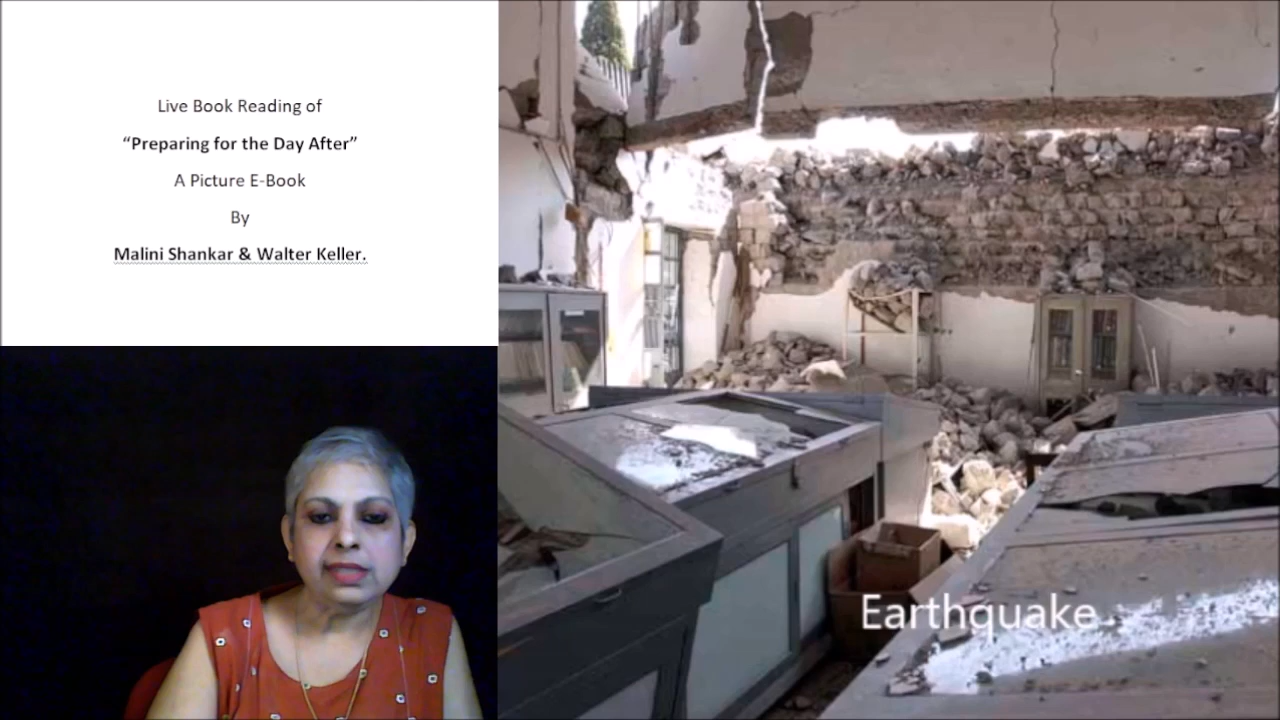 Live Book Reading of
“Preparing for the Day After”
A Picture E-Book
By
Malini Shankar & Walter Keller.
Earthquake